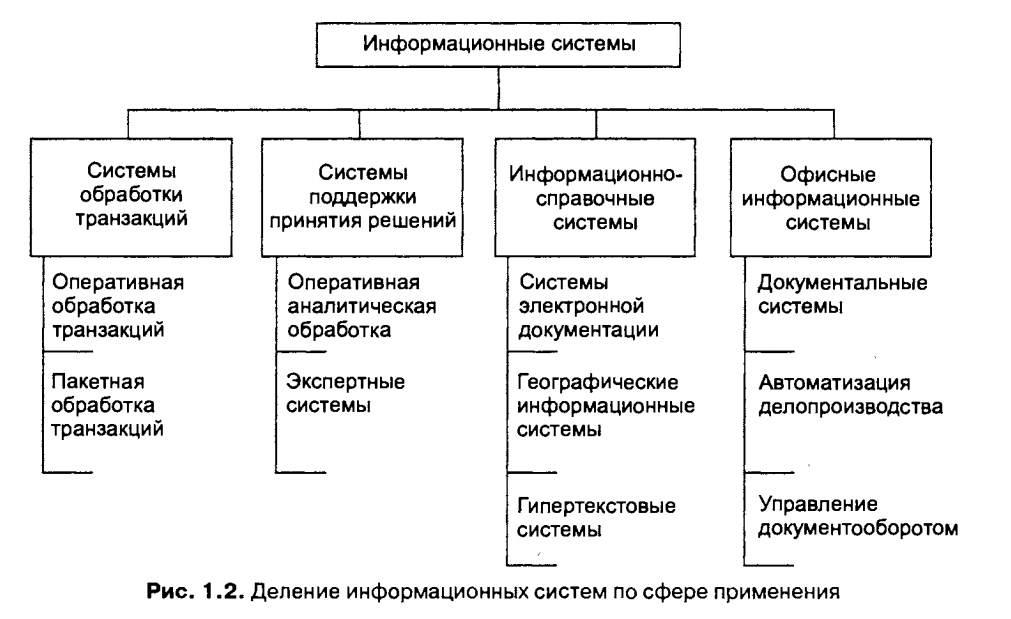 Информационные системы
Системы
обработки
транзакций
Системы
поддержки
принятия решений
Информационно-
справочные
системы
Офисные
информационные
системы
Оперативная
обработка
транзакций
Пакетная
обработка
транзакций
Оперативная
аналитическая
обработка
Экспертные
системы
Системы
электронной
документации
Географические
информационные
системы
Гипертекстовые
системы
Документальные
системы
Автоматизация
делопроизводства
Управление
документооборотом
Рис. 1.2. Деление информационных систем по сфере применения